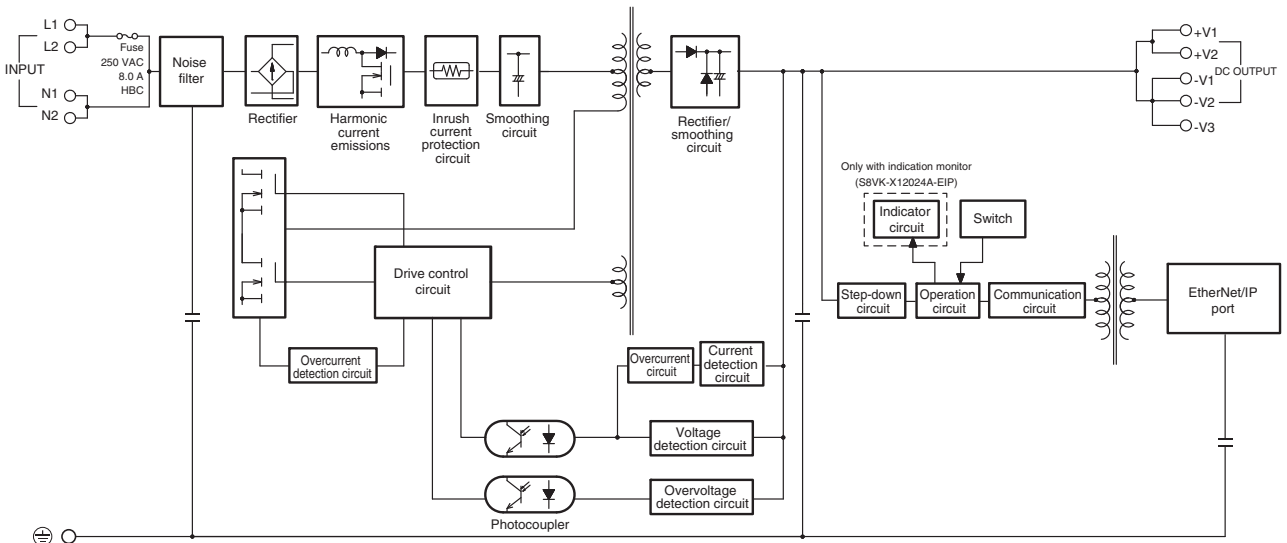 L1
L2
INPUT
N1
N2
Fuse
250 VAC
8.0 A
HBC
Noise
filter
Rectifier
Harmonic
current
emissions
Inrush
current
protection
circuit
Smoothing
circuit
Rectifier/
smoothing
circuit
+V1
+V2
-V1
-V2
-V3
DC OUTPUT
Only with indication monitor
(S8VK-X12024A-EIP)
Indicator
circuit
Switch
Drive control
circuit
Step-down
circuit
Operation
circuit
Communication
circuit
EtherNet/IP
port
Overcurrent
detection circuit
Overcurrent
circuit
Current
detection
circuit
Voltage
detection circuit
Overvoltage
detection circuit
Photocoupler